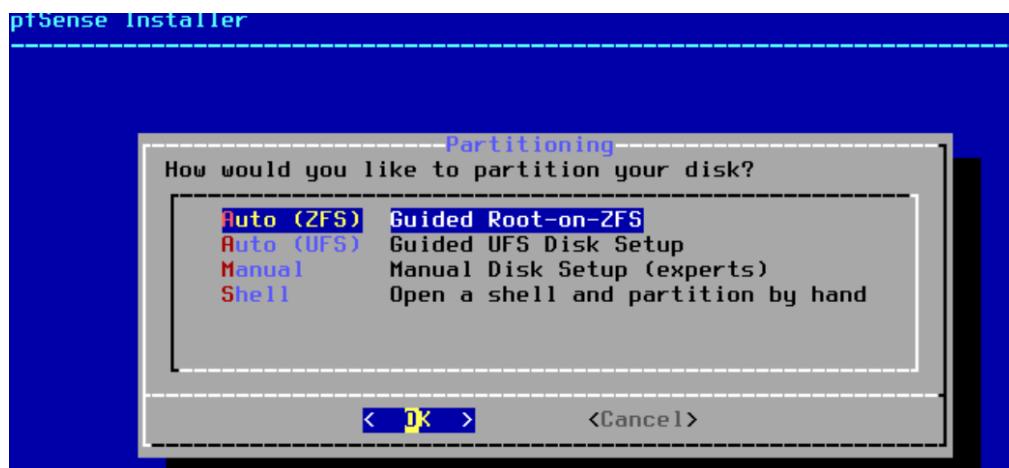 pfSense Installer
Partitioning
How would you like to partition your disk?
Auto (ZFS) Guided Root-on-ZFS
Auto (UFS) Guided UFS Disk Setup
Manual Manual Disk Setup (experts)
Shell Open a shell and partition by hand
< OK > <Cancel>